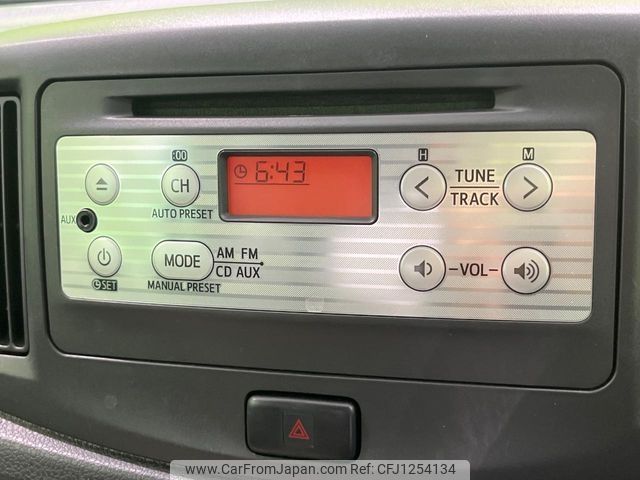 :00
CH
AUTO PRESET
6:43
H
M
TUNE
TRACK
AUX
SET
MODE
AM FM
CD AUX
MANUAL PRESET
-VOL-
www.CarFromJapan.com Ref. CFJ1254134